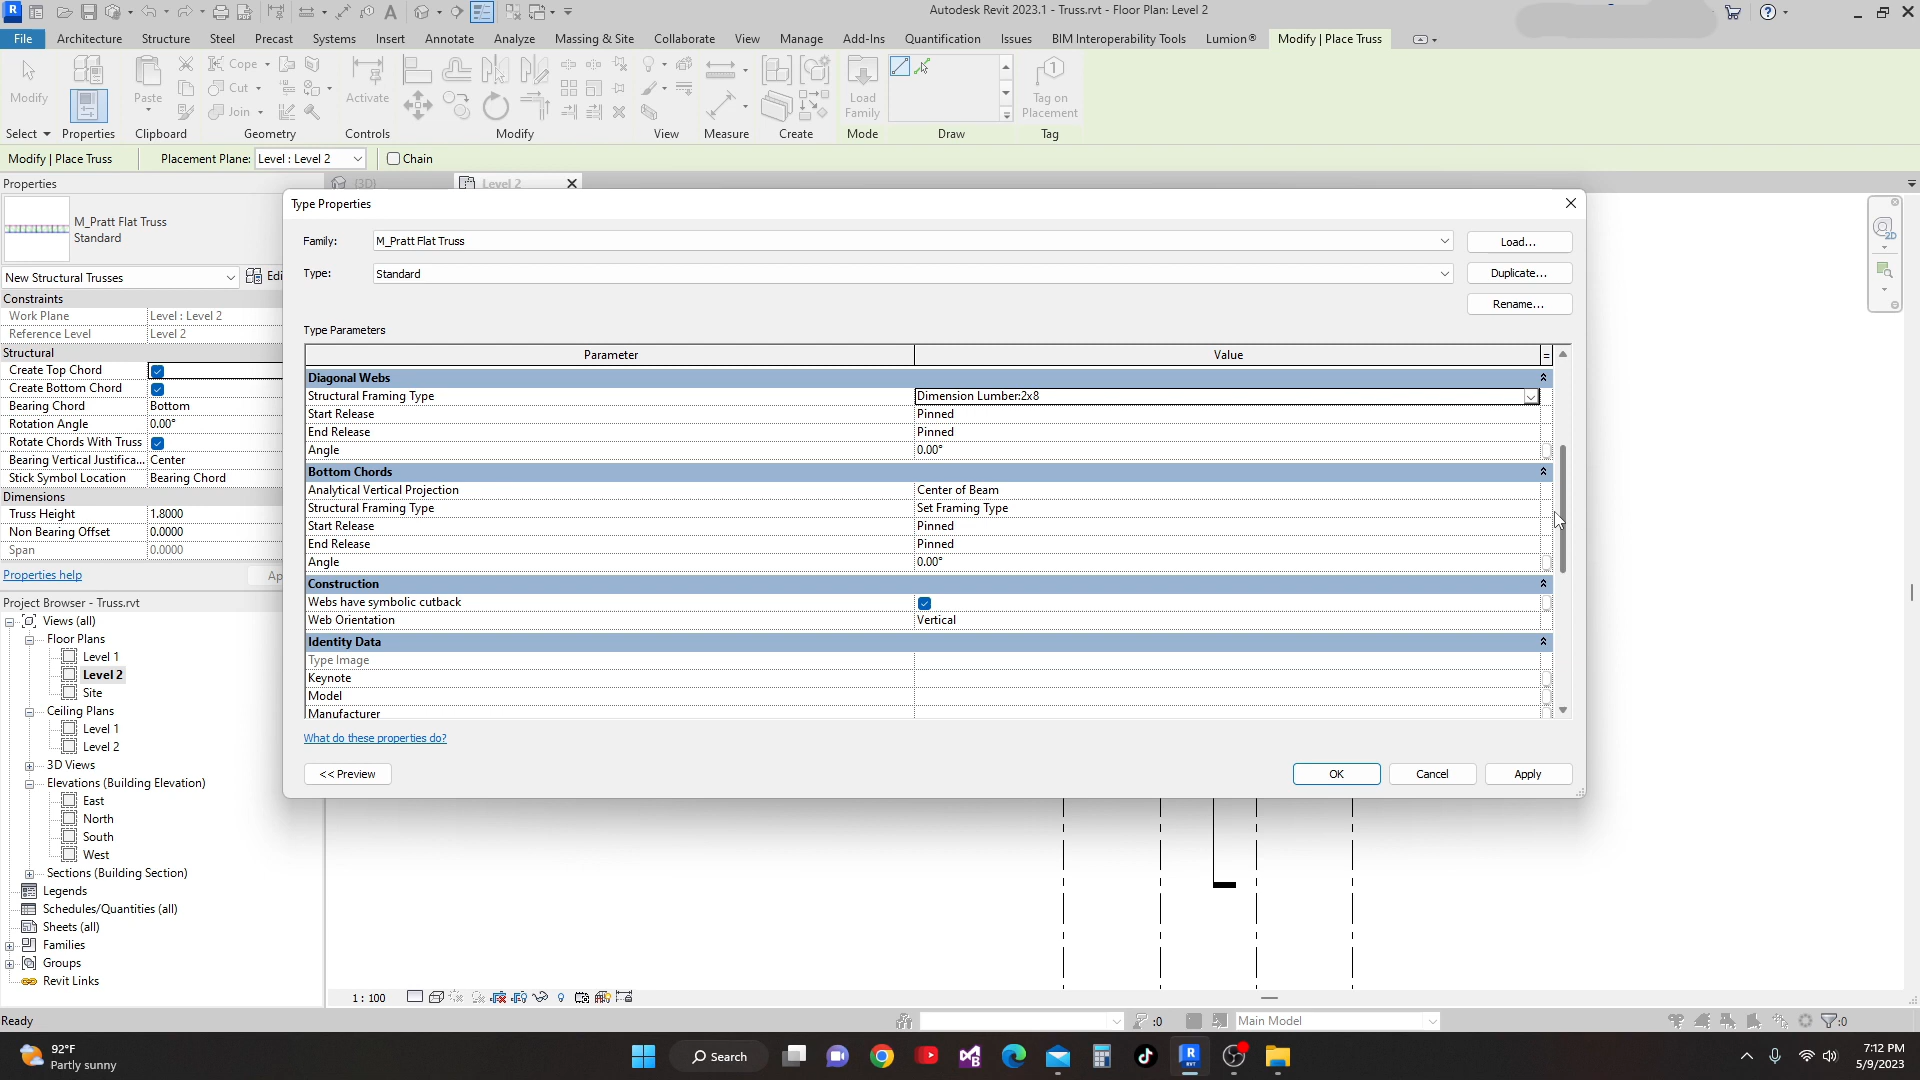 Autodesk Revit 2023.1 - Truss.rvt - Floor Plan: Level 2
File Architecture Structure Steel Precast Systems Insert Annotate Analyze Massing & Site Collaborate View Manage Add-Ins Quantification Issues BIM Interoperability Tools Lumion® Modify | Place Truss
Modify Paste Cope Cut Join Activate Load Family Tag on Placement
Select Properties Clipboard Geometry Controls Modify View Measure Create Mode Draw Tag
Modify | Place Truss Placement Plane: Level : Level 2 Chain
Properties
(3D) Level 2
M_Pratt Flat Truss
Standard
New Structural Trusses Edi
Constraints
Work Plane Level : Level 2
Reference Level Level 2
Structural
Create Top Chord
Create Bottom Chord
Bearing Chord Bottom
Rotation Angle 0.00°
Rotate Chords With Truss
Bearing Vertical Justifica... Center
Stick Symbol Location Bearing Chord
Dimensions
Truss Height 1.8000
Non Bearing Offset 0.0000
Span 0.0000
Properties help Ap
Project Browser - Truss.rvt
Views (all)
Floor Plans
Level 1
Level 2
Site
Ceiling Plans
Level 1
Level 2
3D Views
Elevations (Building Elevation)
East
North
South
West
Sections (Building Section)
Legends
Schedules/Quantities (all)
Sheets (all)
Families
Groups
Revit Links
Type Properties
Family: M_Pratt Flat Truss Load...
Type: Standard Duplicate...
Rename...
Type Parameters
Parameter Value =
Diagonal Webs
Structural Framing Type Dimension Lumber:2x8
Start Release Pinned
End Release Pinned
Angle 0.00°
Bottom Chords
Analytical Vertical Projection Center of Beam
Structural Framing Type Set Framing Type
Start Release Pinned
End Release Pinned
Angle 0.00°
Construction
Webs have symbolic cutback
Web Orientation Vertical
Identity Data
Type Image
Keynote
Model
Manufacturer
What do these properties do?
<< Preview OK Cancel Apply
2D
1 : 100
Ready :0 Main Model :0
92°F
Partly sunny
Search
7:12 PM
5/9/2023